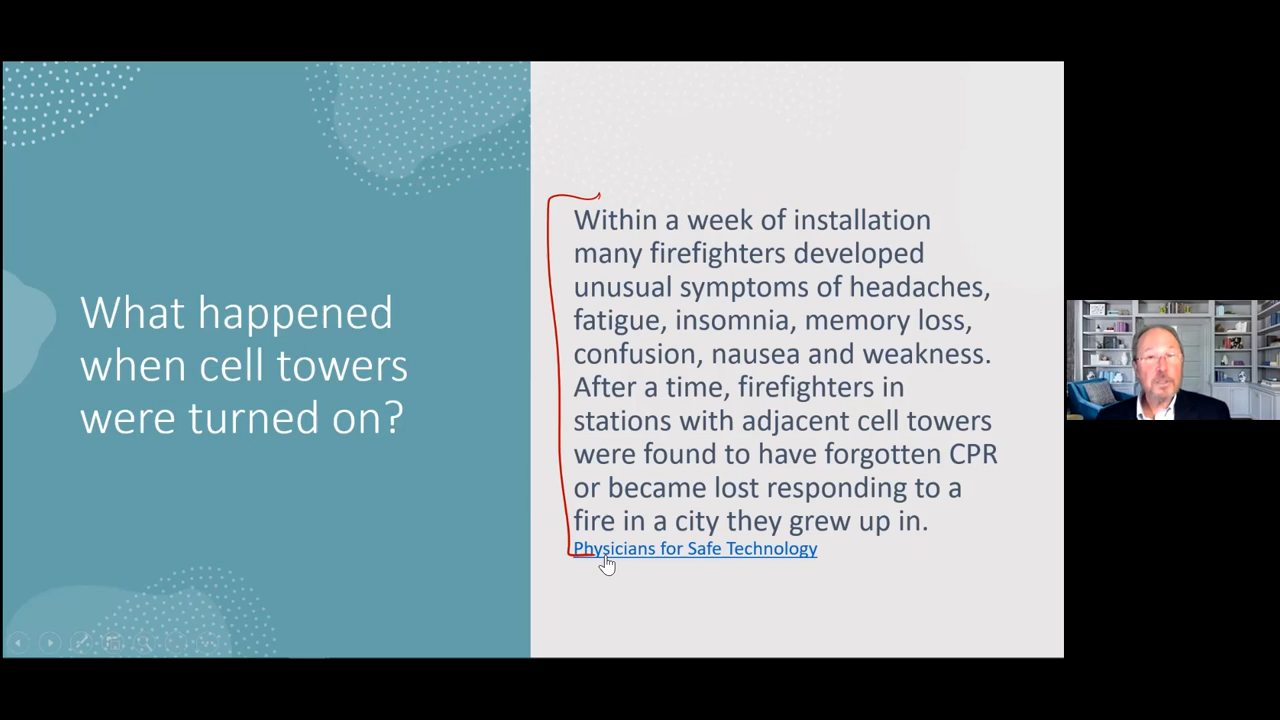 What happened
when cell towers
were turned on?
Within a week of installation
many firefighters developed
unusual symptoms of headaches,
fatigue, insomnia, memory loss,
confusion, nausea and weakness.
After a time, firefighters in
stations with adjacent cell towers
were found to have forgotten CPR
or became lost responding to a
fire in a city they grew up in.
Physicians for Safe Technology